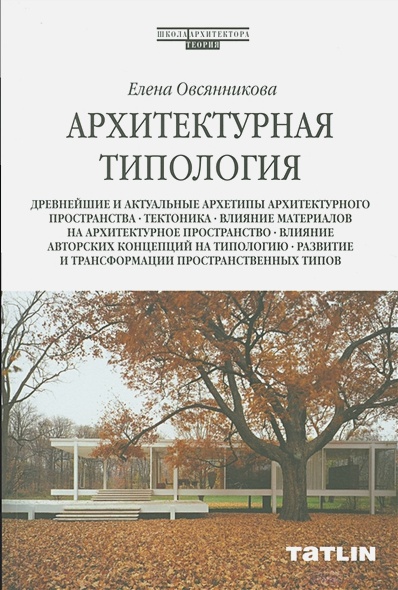 ШКОЛА АРХИТЕКТОРА
ТЕОРИЯ
Елена Овсянникова
АРХИТЕКТУРНАЯ
ТИПОЛОГИЯ
ДРЕВНЕЙШИЕ И АКТУАЛЬНЫЕ АРХЕТИПЫ АРХИТЕКТУРНОГО
ПРОСТРАНСТВА · ТЕКТОНИКА · ВЛИЯНИЕ МАТЕРИАЛОВ
НА АРХИТЕКТУРНОЕ ПРОСТРАНСТВО · ВЛИЯНИЕ
АВТОРСКИХ КОНЦЕПЦИЙ НА ТИПОЛОГИЮ · РАЗВИТИЕ
И ТРАНСФОРМАЦИИ ПРОСТРАНСТВЕННЫХ ТИПОВ
TATLIN